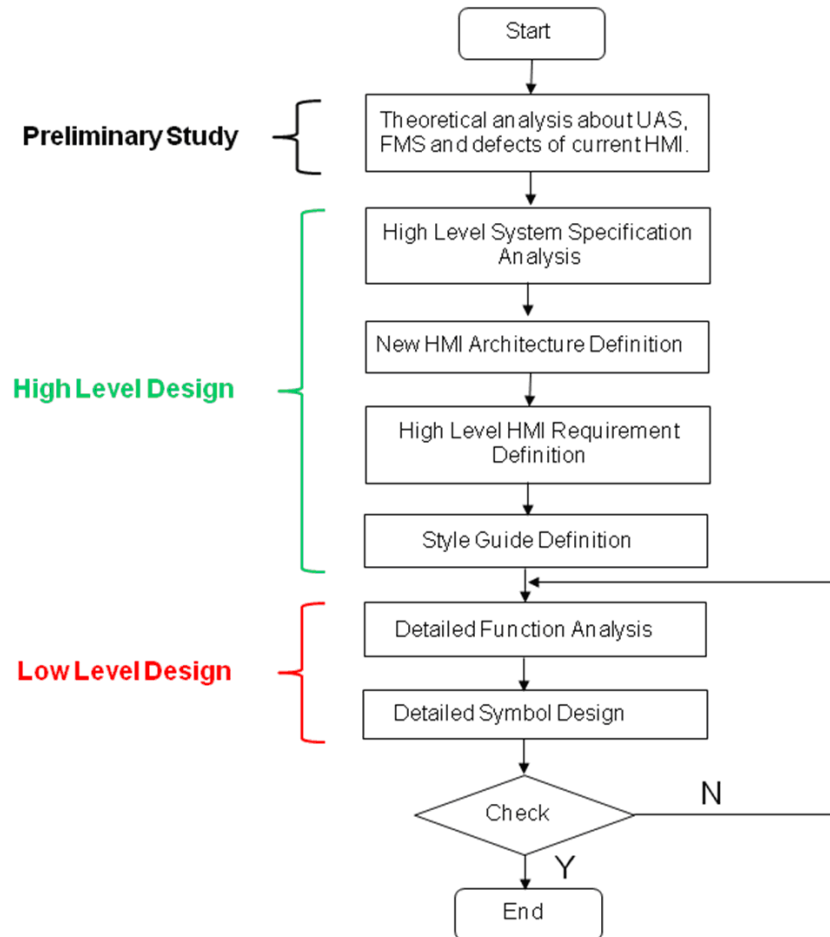 Start
Preliminary Study
Theoretical analysis about UAS,
FMS and defects of current HMI.
High Level System Specification
Analysis
New HMI Architecture Definition
High Level Design
High Level HMI Requirement
Definition
Style Guide Definition
Detailed Function Analysis
Low Level Design
Detailed Symbol Design
Check
N
Y
End